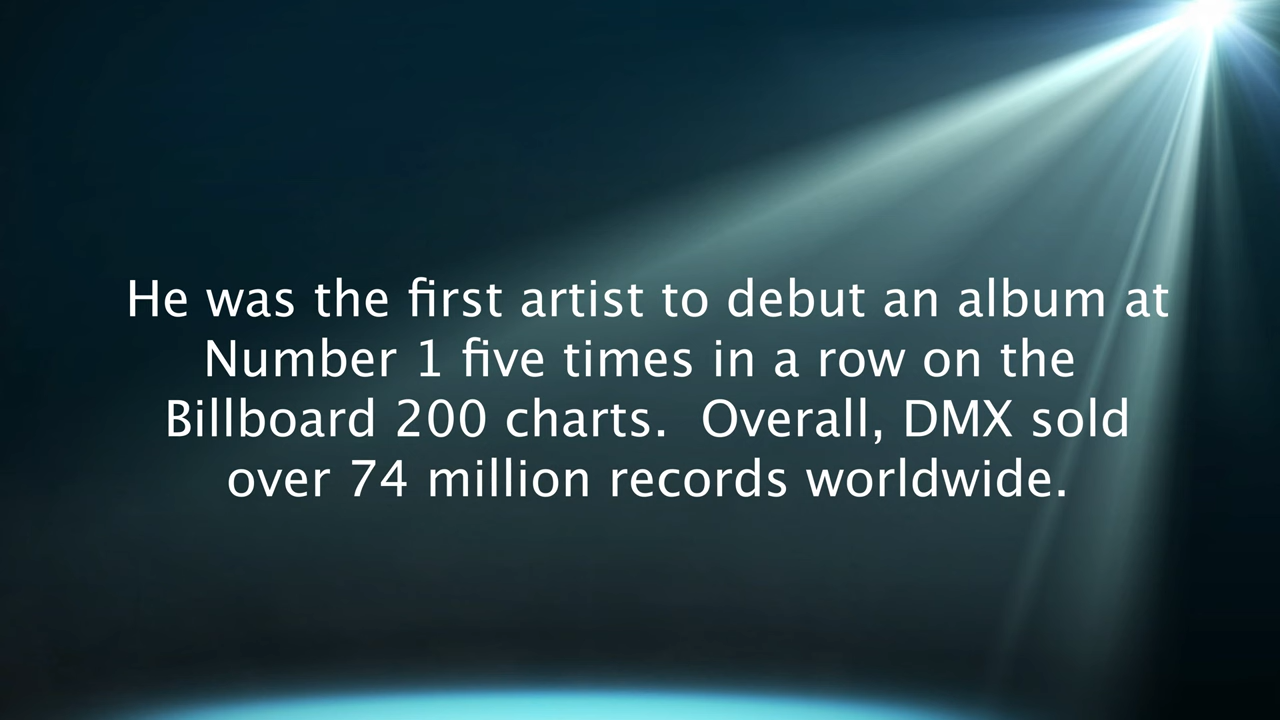 He was the first artist to debut an album at
Number 1 five times in a row on the
Billboard 200 charts.  Overall, DMX sold
over 74 million records worldwide.